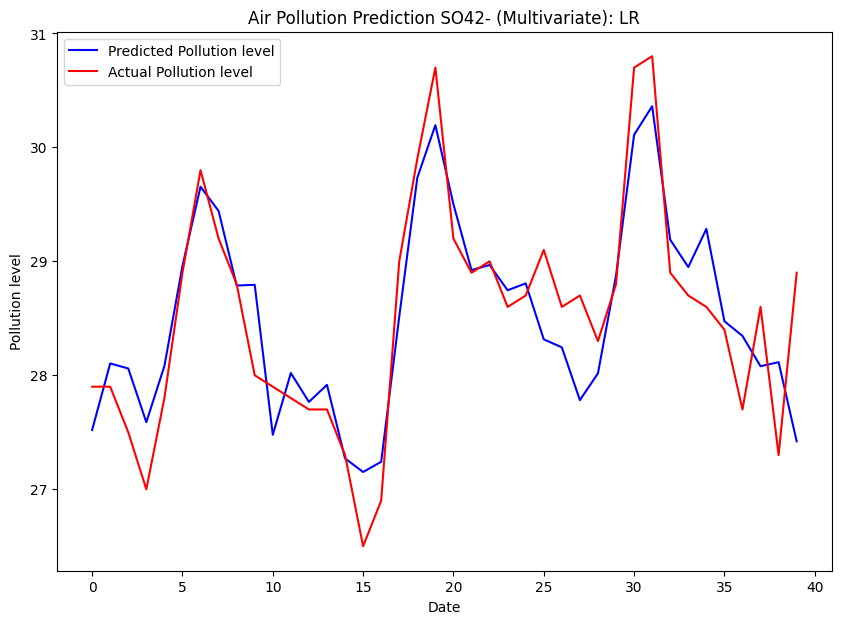 Air Pollution Prediction SO42- (Multivariate): LR
Predicted Pollution level
Actual Pollution level
Pollution level
31
30
29
28
27
0 5 10 15 20 25 30 35 40
Date